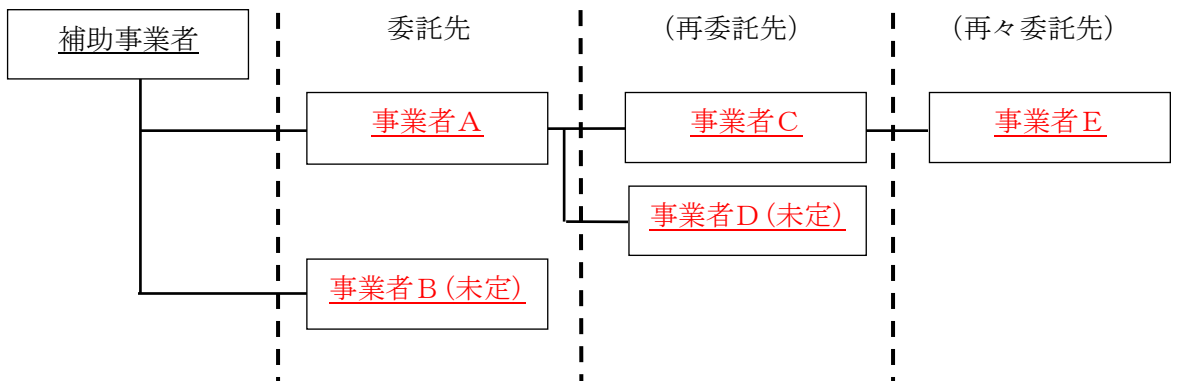 補助事業者
委託先
(再委託先)
(再々委託先)
事業者A
事業者C
事業者E
事業者D(未定)
事業者B(未定)